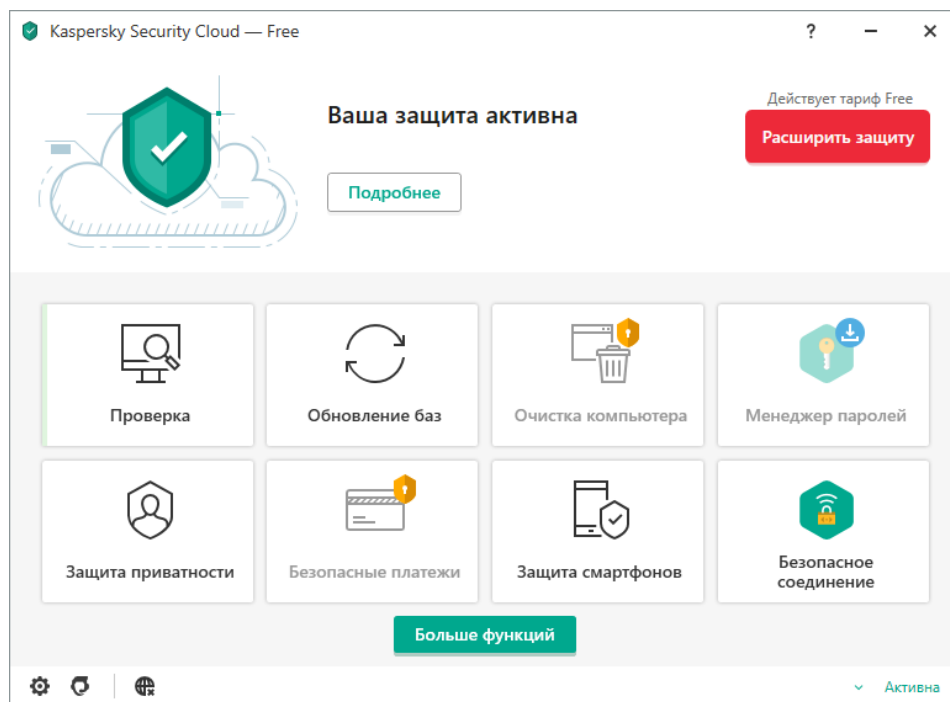 Kaspersky Security Cloud — Free
?
Ваша защита активна
Действует тариф Free
Расширить защиту
Подробнее
Проверка
Обновление баз
Очистка компьютера
Менеджер паролей
Защита приватности
Безопасные платежи
Защита смартфонов
Безопасное
соединение
Больше функций
Активна